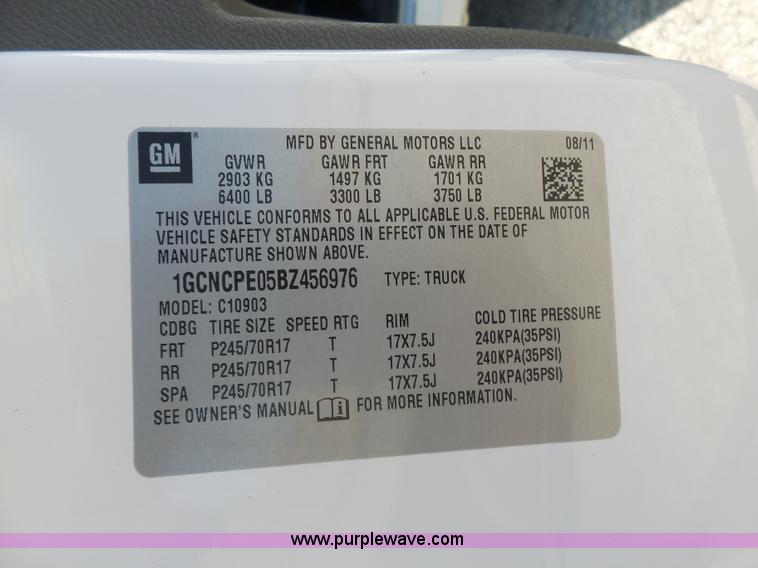 GM
®
MFD BY GENERAL MOTORS LLC 08/11
GVWR GAWR FRT GAWR RR
2903 KG 1497 KG 1701 KG
6400 LB 3300 LB 3750 LB
THIS VEHICLE CONFORMS TO ALL APPLICABLE U.S. FEDERAL MOTOR
VEHICLE SAFETY STANDARDS IN EFFECT ON THE DATE OF
MANUFACTURE SHOWN ABOVE.
1GCNCPE05BZ456976 TYPE: TRUCK
MODEL: C10903
CDBG TIRE SIZE SPEED RTG RIM COLD TIRE PRESSURE
FRT P245/70R17 T 17X7.5J 240KPA(35PSI)
RR P245/70R17 T 17X7.5J 240KPA(35PSI)
SPA P245/70R17 T 17X7.5J 240KPA(35PSI)
SEE OWNER'S MANUAL i FOR MORE INFORMATION.
www.purplewave.com